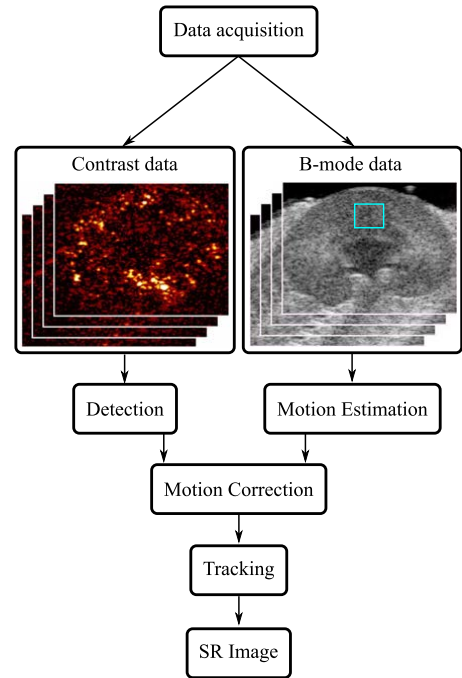 Data acquisition
Contrast data
B-mode data
Detection
Motion Estimation
Motion Correction
Tracking
SR Image